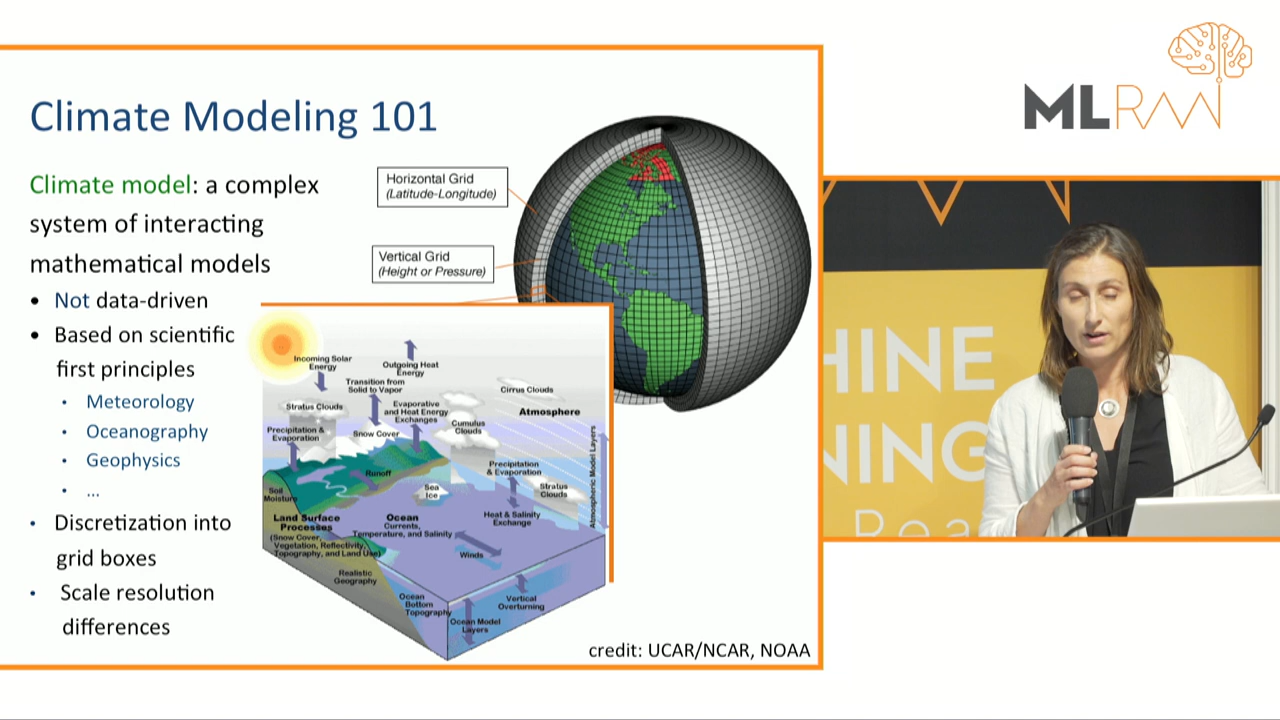 Climate Modeling 101
Climate model: a complex
system of interacting
mathematical models
• Not data-driven
• Based on scientific
first principles
• Meteorology
• Oceanography
• Geophysics
• ...
• Discretization into
grid boxes
• Scale resolution
differences
Horizontal Grid
(Latitude-Longitude)
Vertical Grid
(Height or Pressure)
Incoming Solar
Energy
Outgoing Heat
Energy
Transition from
Solid to Vapor
Stratus Clouds
Evaporative
and Heat Energy
Exchanges
Cirrus Clouds
Atmosphere
Precipitation &
Evaporation
Snow Cover
Cumulus
Clouds
Atmospheric Model Layers
Runoff
Precipitation
& Evaporation
Soil
Moisture
Sea
Ice
Stratus
Clouds
Land Surface
Processes
(Snow Cover,
Vegetation, Reflectivity,
Topography, and Land Use)
Ocean
Currents,
Temperature, and Salinity
Heat & Salinity
Exchange
Winds
Realistic
Geography
Ocean
Bottom
Topography
Vertical
Overturning
Ocean Model
Layers
credit: UCAR/NCAR, NOAA
ML
HINE
NING
Rea